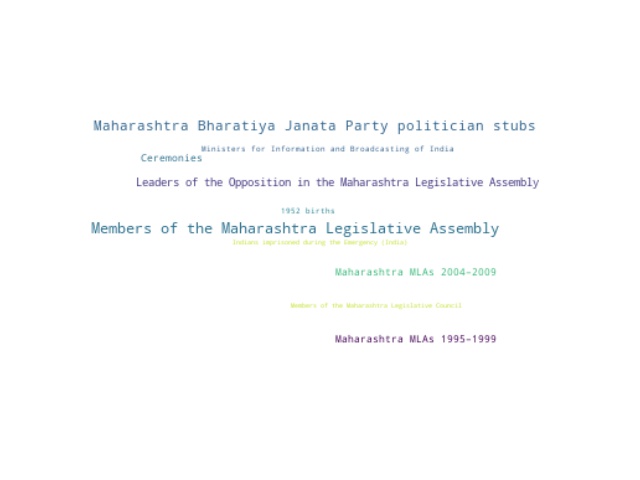 Maharashtra Bharatiya Janata Party politician stubs
Ministers for Information and Broadcasting of India
Ceremonies
Leaders of the Opposition in the Maharashtra Legislative Assembly
1952 births
Members of the Maharashtra Legislative Assembly
Indians imprisoned during the Emergency (India)
Maharashtra MLAs 2004–2009
Members of the Maharashtra Legislative Council
Maharashtra MLAs 1995–1999